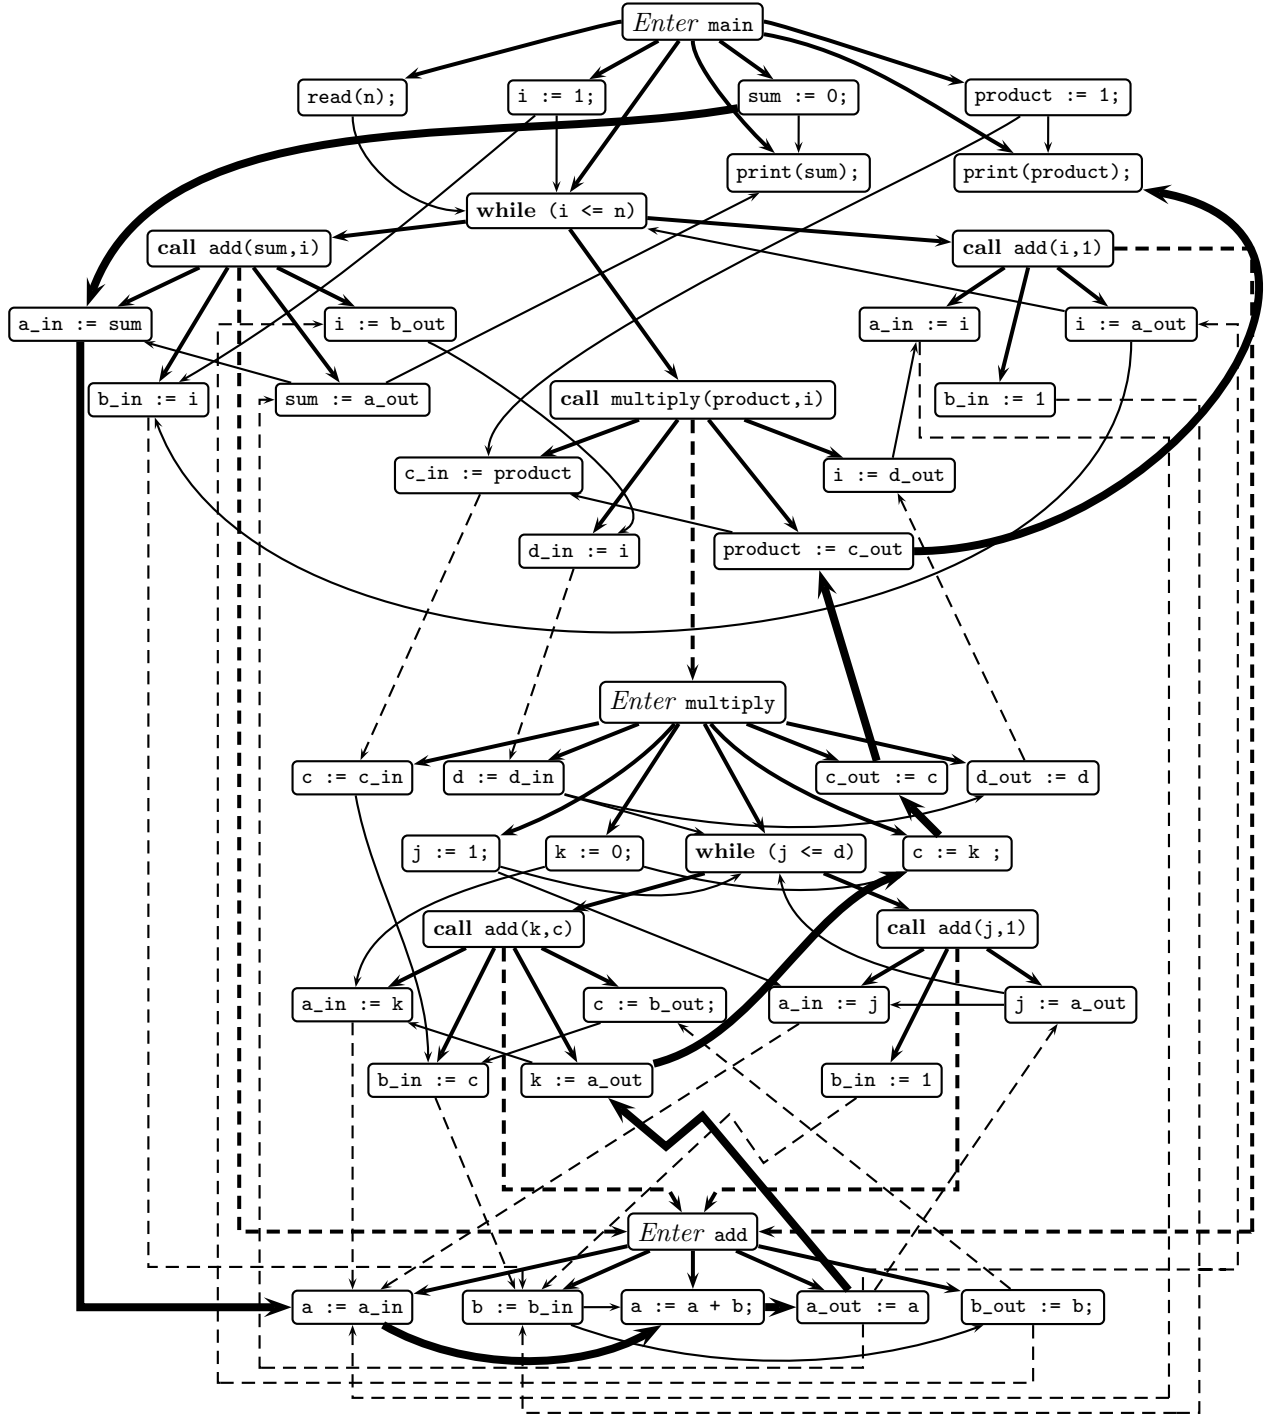 Enter main
read(n);
i := 1;
sum := 0;
product := 1;
print(sum);
print(product);
while (i <= n)
call add(sum,i)
call add(i,1)
a_in := sum
i := b_out
a_in := i
i := a_out
b_in := i
sum := a_out
call multiply(product,i)
b_in := 1
c_in := product
i := d_out
d_in := i
product := c_out
Enter multiply
c := c_in
d := d_in
c_out := c
d_out := d
j := 1;
k := 0;
while (j <= d)
c := k ;
call add(k,c)
call add(j,1)
a_in := k
c := b_out;
a_in := j
j := a_out
b_in := c
k := a_out
b_in := 1
Enter add
a := a_in
b := b_in
a := a + b;
a_out := a
b_out := b;